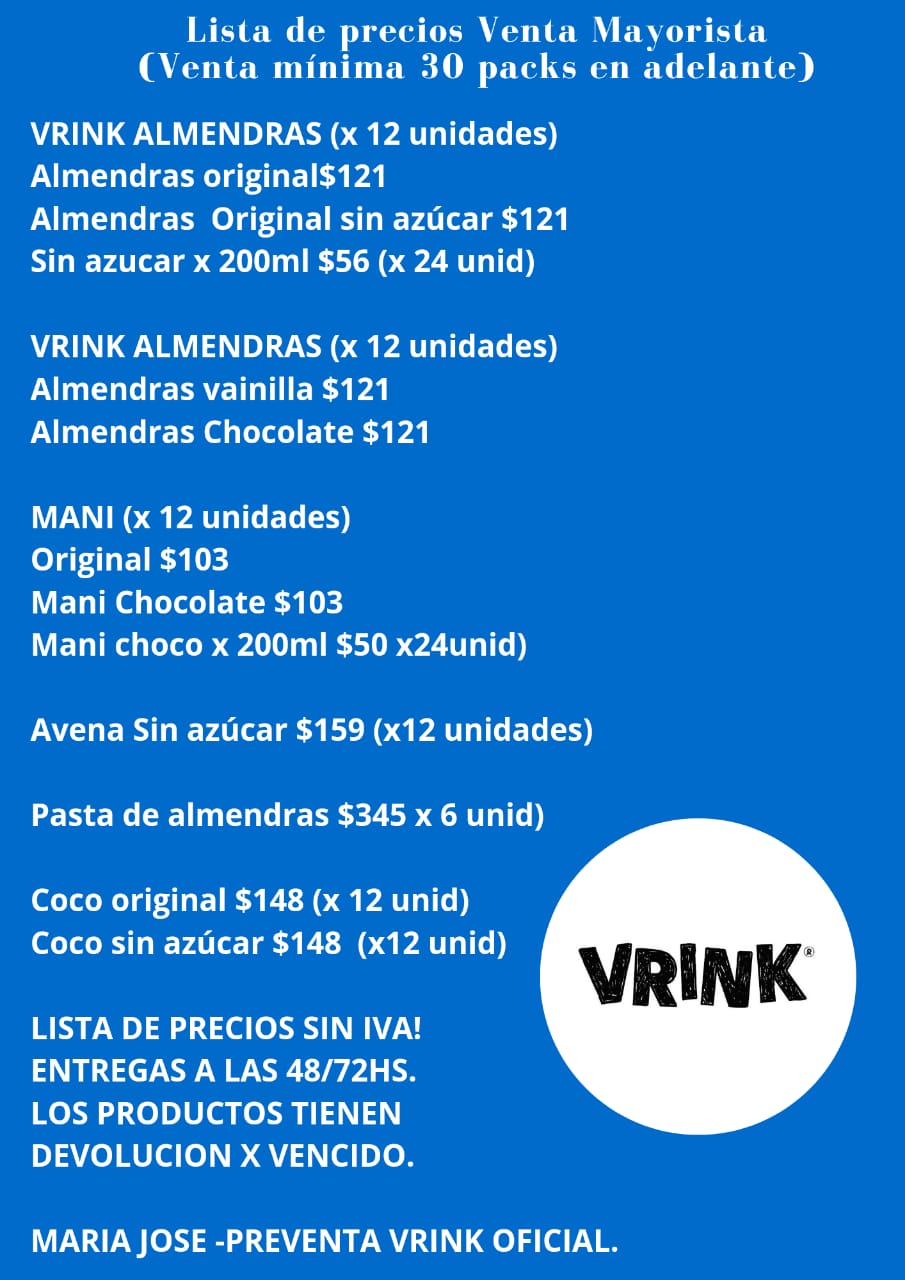 Lista de precios Venta Mayorista
(Venta mínima 30 packs en adelante)
VRINK ALMENDRAS (x 12 unidades)
Almendras original$121
Almendras  Original sin azúcar $121
Sin azucar x 200ml $56 (x 24 unid)
VRINK ALMENDRAS (x 12 unidades)
Almendras vainilla $121
Almendras Chocolate $121
MANI (x 12 unidades)
Original $103
Mani Chocolate $103
Mani choco x 200ml $50 x24unid)
Avena Sin azúcar $159 (x12 unidades)
Pasta de almendras $345 x 6 unid)
Coco original $148 (x 12 unid)
Coco sin azúcar $148  (x12 unid)
VRINK®
LISTA DE PRECIOS SIN IVA!
ENTREGAS A LAS 48/72HS.
LOS PRODUCTOS TIENEN
DEVOLUCION X VENCIDO.
MARIA JOSE -PREVENTA VRINK OFICIAL.